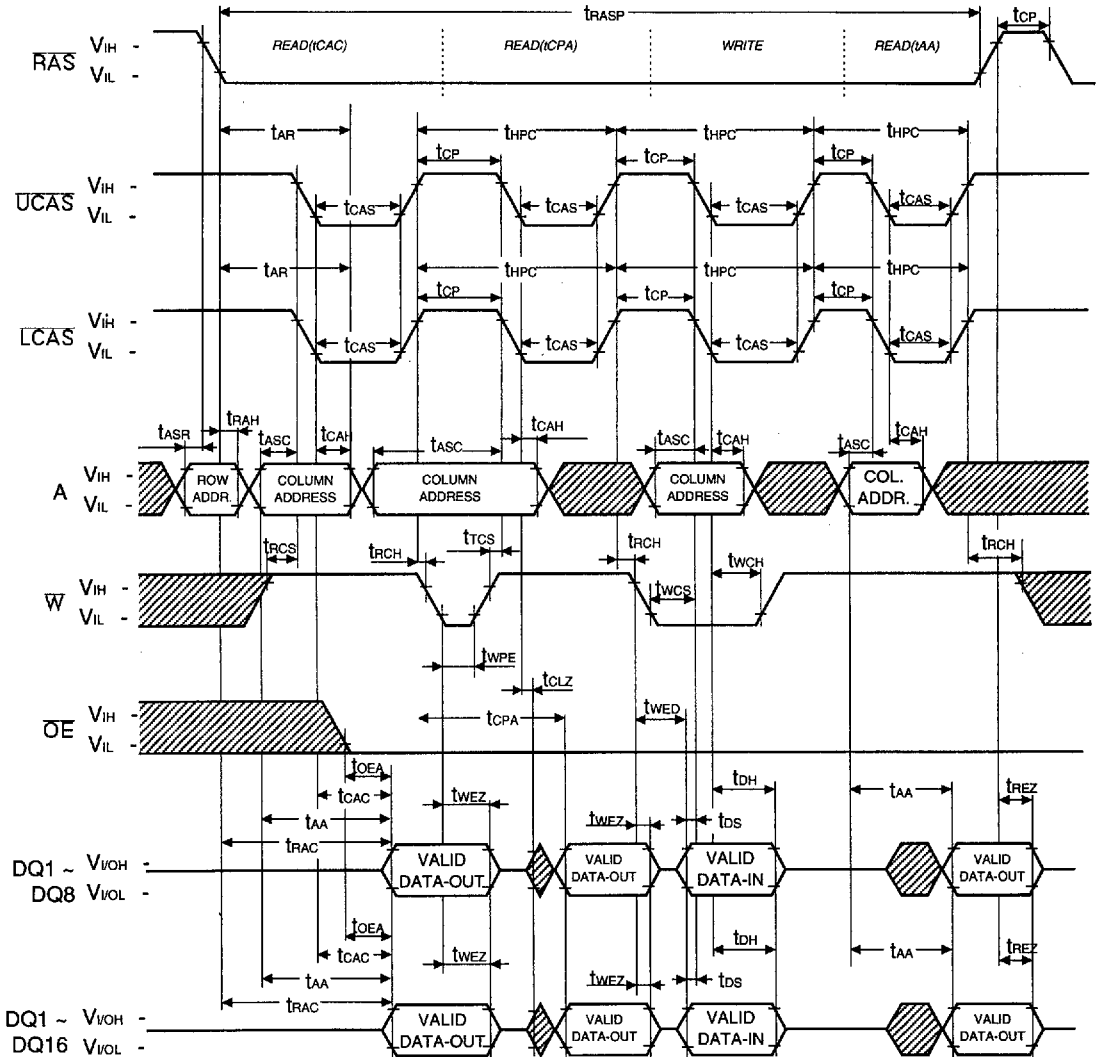 tRASP
tCP
READ(tCAC) READ(tCPA) WRITE READ(tAA)
RAS VIH -
VIL -
tAR tHPC tHPC tHPC
tCP tCP tCP
UCAS VIH -
VIL -
tCAS tCAS tCAS tCAS
tAR tHPC tHPC tHPC
tCP tCP tCP
LCAS VIH -
VIL -
tCAS tCAS tCAS tCAS
tASR tRAH tASC tCAH tASC tCAH tASC tCAH tASC tCAH
A VIH -
VIL -
ROW ADDR.
COLUMN ADDRESS
COLUMN ADDRESS
COLUMN ADDRESS
COL. ADDR.
tRCS tRCH tTCS tRCH tWCH tRCH
W VIH -
VIL -
tWCS
tWPE
tCLZ
OE VIH -
VIL -
tCPA tWED
tOEA
tCAC tWEZ tDH tAA tREZ
tAA tWEZ tDS
tRAC
DQ1 ~ VI/OH -
DQ8 VI/OL -
VALID DATA-OUT
VALID DATA-OUT
VALID DATA-IN
VALID DATA-OUT
tOEA
tCAC tWEZ tDH tAA tREZ
tAA tWEZ tDS
tRAC
DQ1 ~ VI/OH -
DQ16 VI/OL -
VALID DATA-OUT
VALID DATA-OUT
VALID DATA-IN
VALID DATA-OUT